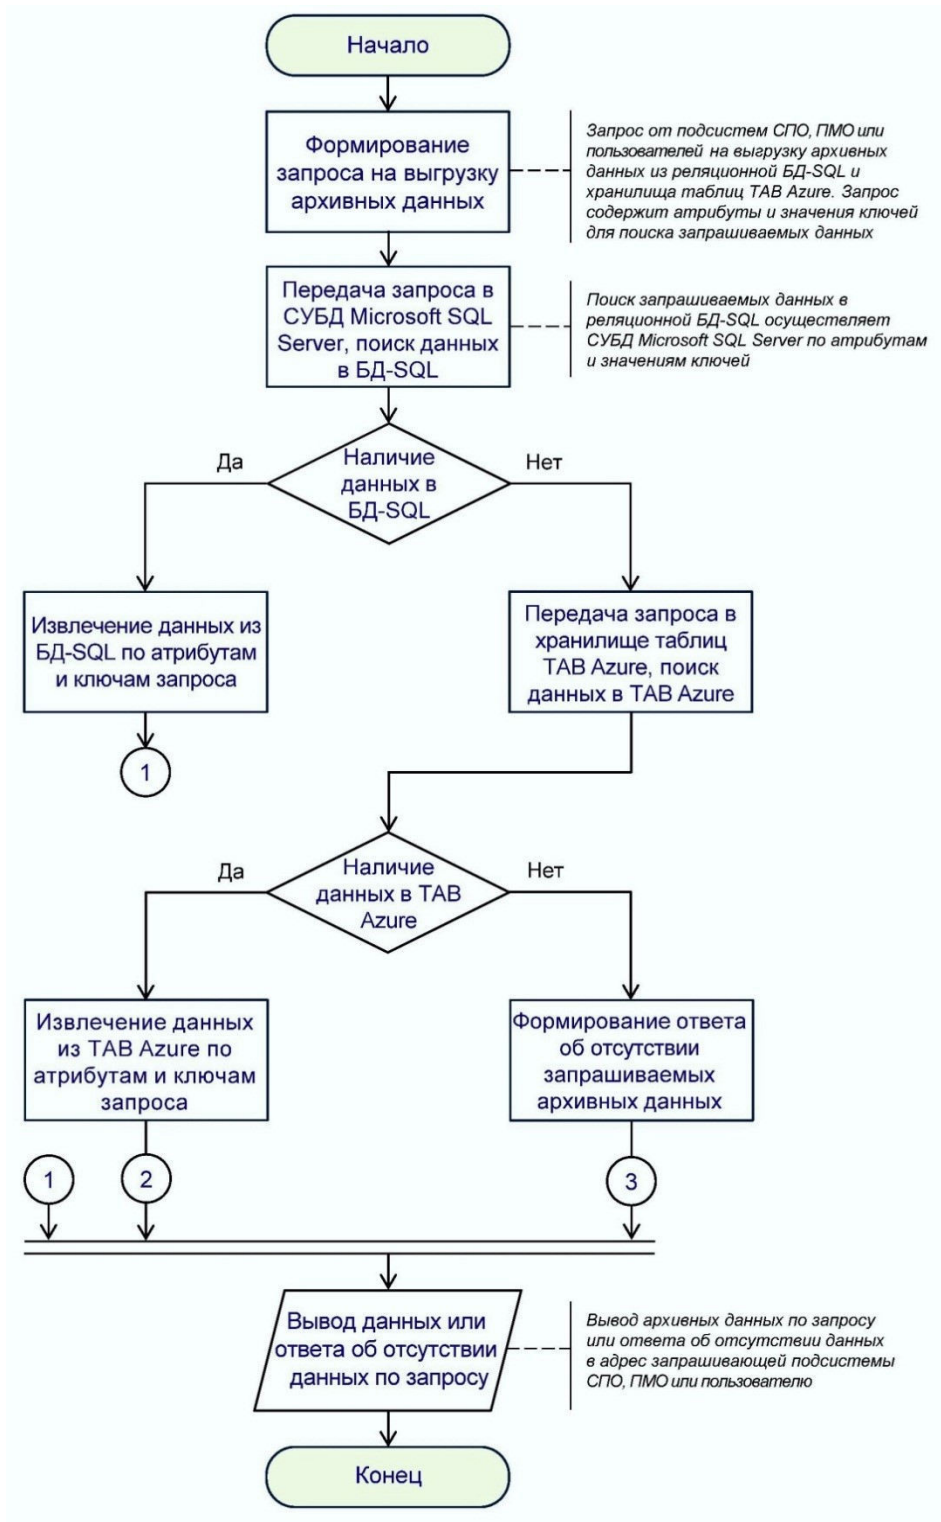 Начало
Формирование
запроса на выгрузку
архивных данных
Запрос от подсистем СПО, ПМО или
пользователей на выгрузку архивных
данных из реляционной БД-SQL и
хранилища таблиц TAB Azure. Запрос
содержит атрибуты и значения ключей
для поиска запрашиваемых данных
Передача запроса в
СУБД Microsoft SQL
Server, поиск данных
в БД-SQL
Поиск запрашиваемых данных в
реляционной БД-SQL осуществляет
СУБД Microsoft SQL Server по атрибутам
и значениям ключей
Наличие
данных в
БД-SQL
Да
Нет
Извлечение данных из
БД-SQL по атрибутам
и ключам запроса
Передача запроса в
хранилище таблиц
TAB Azure, поиск
данных в TAB Azure
1
Наличие
данных в TAB
Azure
Да
Нет
Извлечение данных
из TAB Azure по
атрибутам и ключам
запроса
Формирование ответа
об отсутствии
запрашиваемых
архивных данных
1
2
3
Вывод данных или
ответа об отсутствии
данных по запросу
Вывод архивных данных по запросу
или ответа об отсутствии данных
в адрес запрашивающей подсистемы
СПО, ПМО или пользователю
Конец